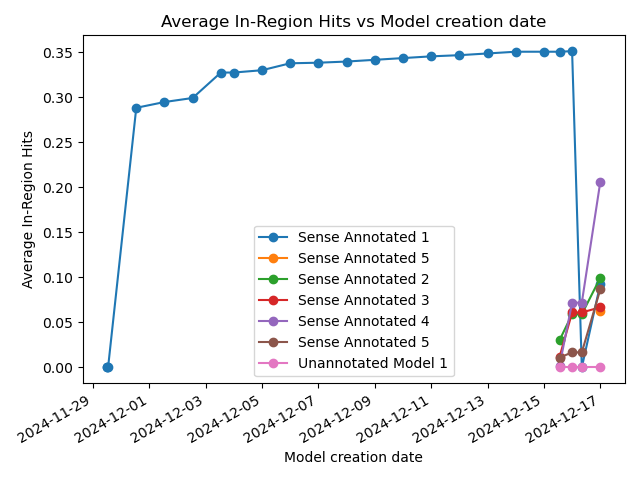 Average In-Region Hits vs Model creation date
Average In-Region Hits
0.35
0.30
0.25
0.20
0.15
0.10
0.05
0.00
Sense Annotated 1
Sense Annotated 5
Sense Annotated 2
Sense Annotated 3
Sense Annotated 4
Sense Annotated 5
Unannotated Model 1
2024-11-29
2024-12-01
2024-12-03
2024-12-05
2024-12-07
2024-12-09
2024-12-11
2024-12-13
2024-12-15
2024-12-17
Model creation date